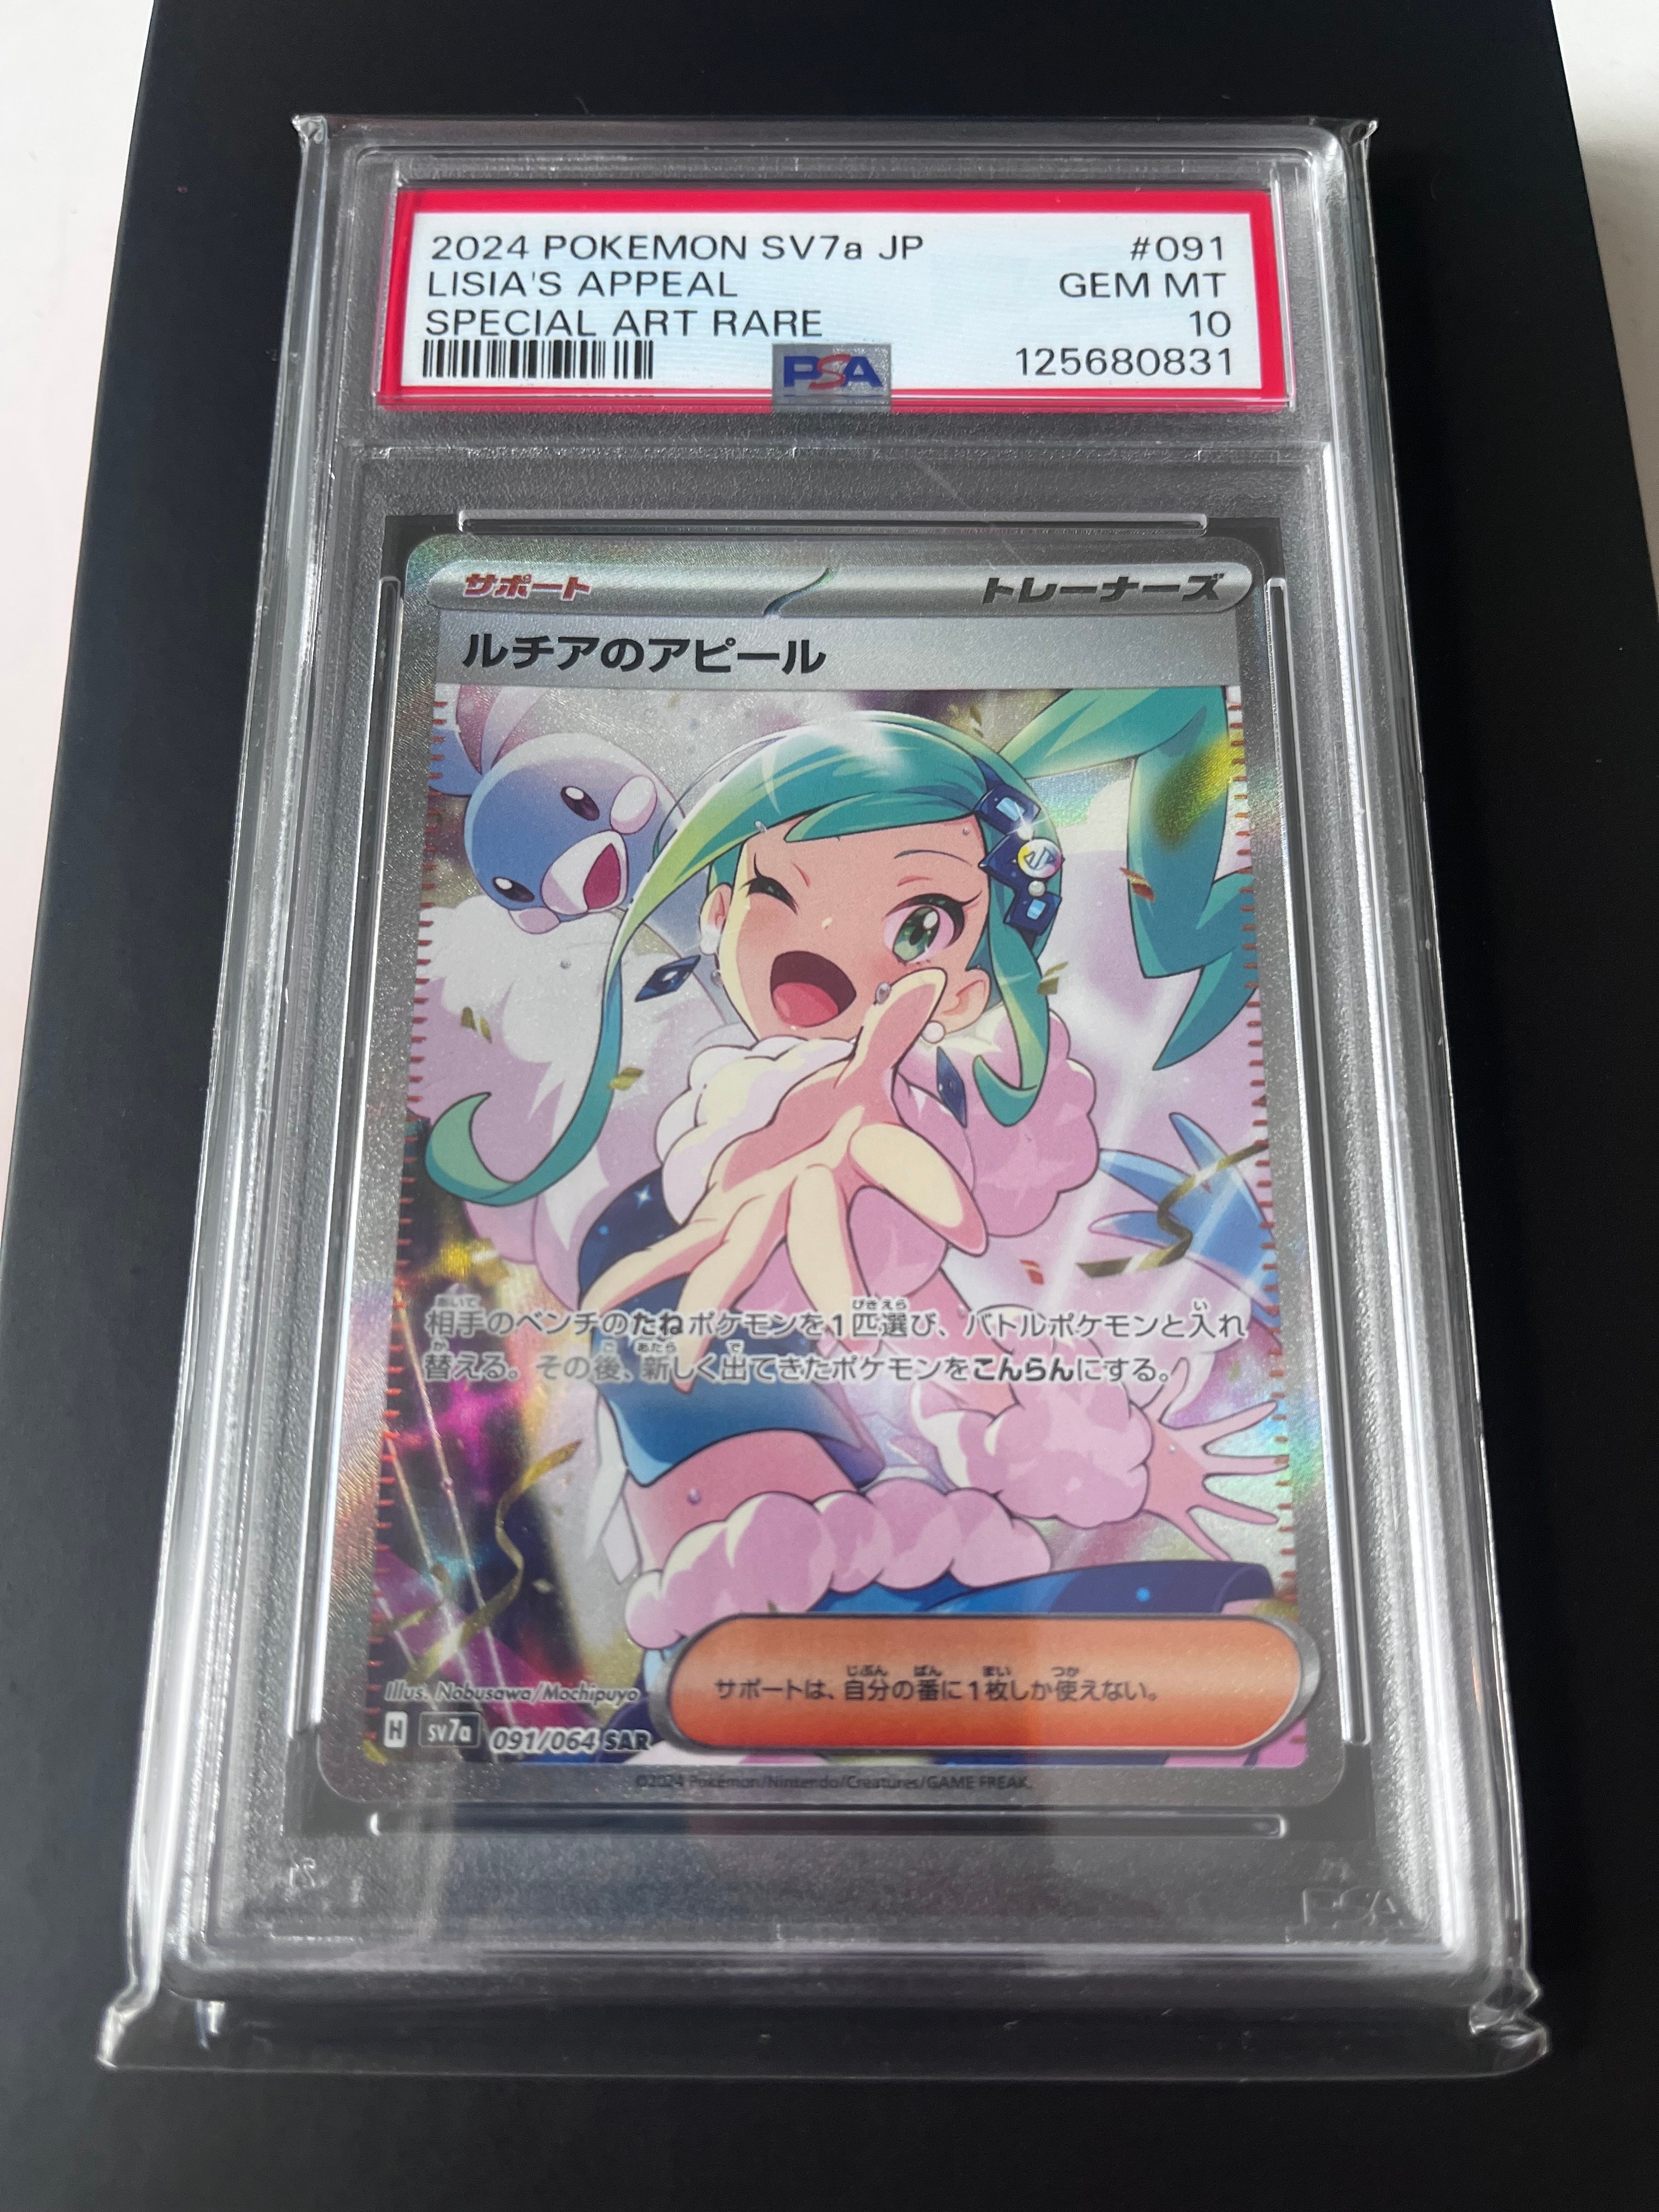 2024 POKEMON SV7a JP #091
LISIA'S APPEAL GEM MT
SPECIAL ART RARE 10
PSA 125680831
サポート トレーナーズ
ルチアのアピール
相手のベンチのたねポケモンを1匹選び、バトルポケモンと入れ
替える。その後、新しく出てきたポケモンをこんらんにする。
サポートは、自分の番に1枚しか使えない。
Illus. Nobusawa/Mochipuyo
H sv7a 091/064 SAR
©2024 Pokémon/Nintendo/Creatures/GAME FREAK.
PSA